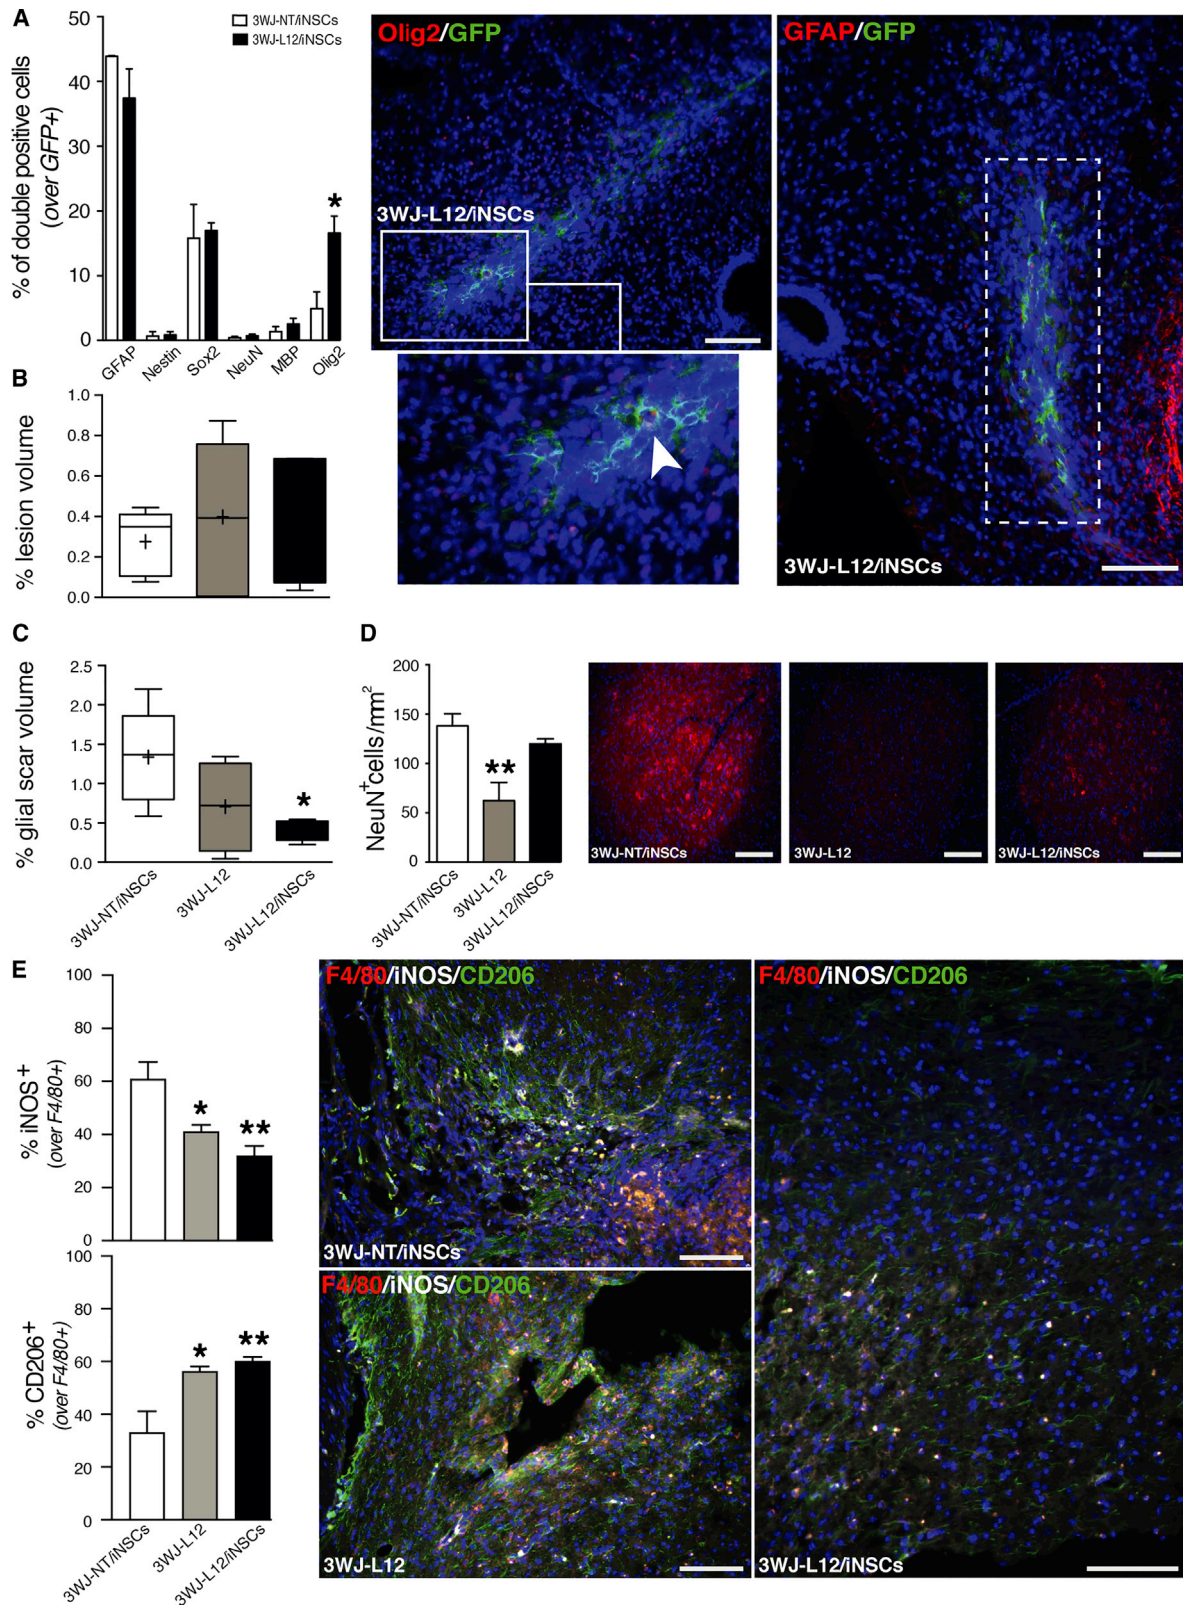 A
3WJ-NT/iNSCs
3WJ-L12/iNSCs
% of double positive cells
(over GFP+)
50
40
30
20
10
0
*
GFAP
Nestin
Sox2
NeuN
MBP
Olig2
Olig2/GFP
3WJ-L12/iNSCs
GFAP/GFP
3WJ-L12/iNSCs
B
% lesion volume
1.0
0.8
0.6
0.4
0.2
0.0
C
% glial scar volume
2.5
2.0
1.5
1.0
0.5
0.0
*
3WJ-NT/iNSCs
3WJ-L12
3WJ-L12/iNSCs
D
NeuN+cells/mm2
200
150
100
50
0
**
3WJ-NT/iNSCs
3WJ-L12
3WJ-L12/iNSCs
3WJ-NT/iNSCs
3WJ-L12
3WJ-L12/iNSCs
E
% iNOS+
(over F4/80+)
100
80
60
40
20
0
*
**
% CD206+
(over F4/80+)
100
80
60
40
20
0
*
**
3WJ-NT/iNSCs
3WJ-L12
3WJ-L12/iNSCs
F4/80/iNOS/CD206
3WJ-NT/iNSCs
F4/80/iNOS/CD206
3WJ-L12
F4/80/iNOS/CD206
3WJ-L12/iNSCs